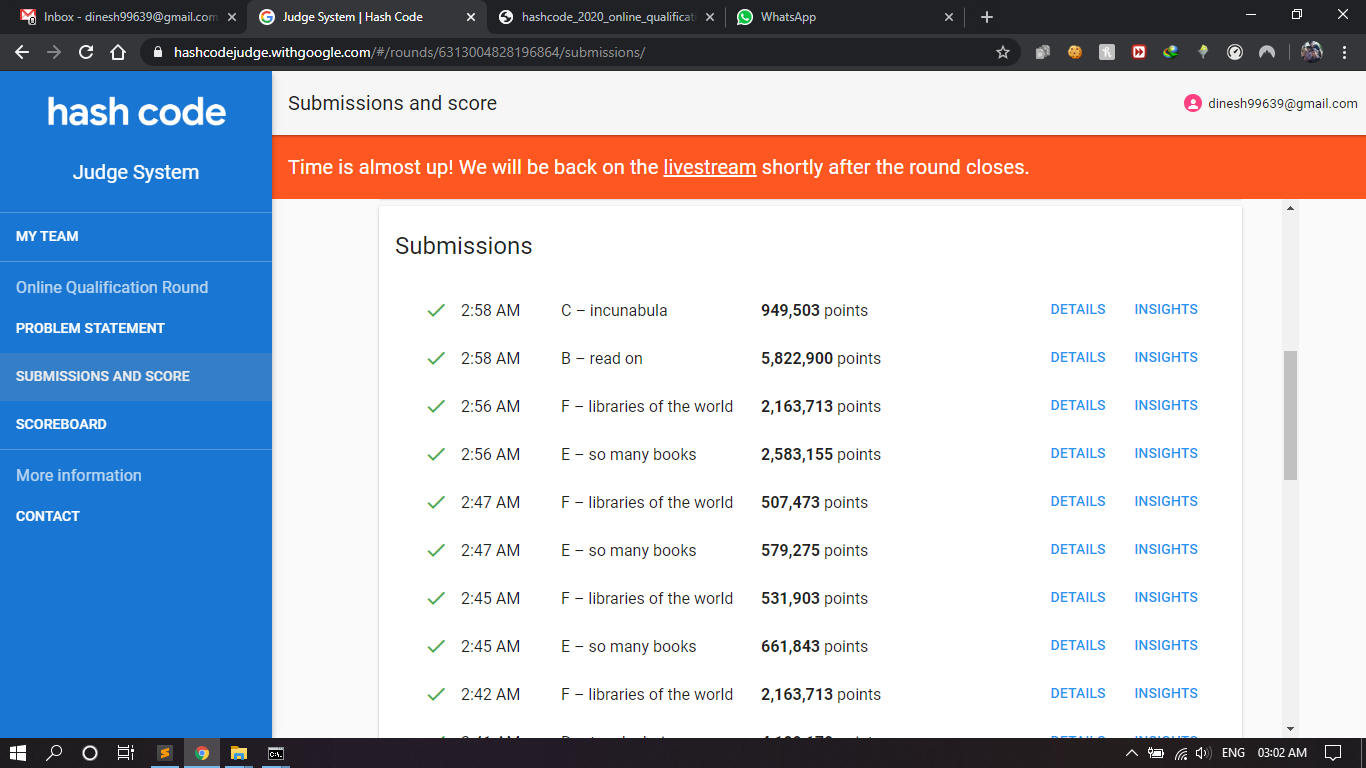 Inbox - dinesh99639@gmail.com
Judge System | Hash Code
hashcode_2020_online_qualificati
WhatsApp
hashcodejudge.withgoogle.com/#/rounds/6313004828196864/submissions/
hash code
Judge System
MY TEAM
Online Qualification Round
PROBLEM STATEMENT
SUBMISSIONS AND SCORE
SCOREBOARD
More information
CONTACT
Submissions and score
dinesh99639@gmail.com
Time is almost up! We will be back on the livestream shortly after the round closes.
Submissions
2:58 AM C – incunabula 949,503 points DETAILS INSIGHTS
2:58 AM B – read on 5,822,900 points DETAILS INSIGHTS
2:56 AM F – libraries of the world 2,163,713 points DETAILS INSIGHTS
2:56 AM E – so many books 2,583,155 points DETAILS INSIGHTS
2:47 AM F – libraries of the world 507,473 points DETAILS INSIGHTS
2:47 AM E – so many books 579,275 points DETAILS INSIGHTS
2:45 AM F – libraries of the world 531,903 points DETAILS INSIGHTS
2:45 AM E – so many books 661,843 points DETAILS INSIGHTS
2:42 AM F – libraries of the world 2,163,713 points DETAILS INSIGHTS
ENG 03:02 AM